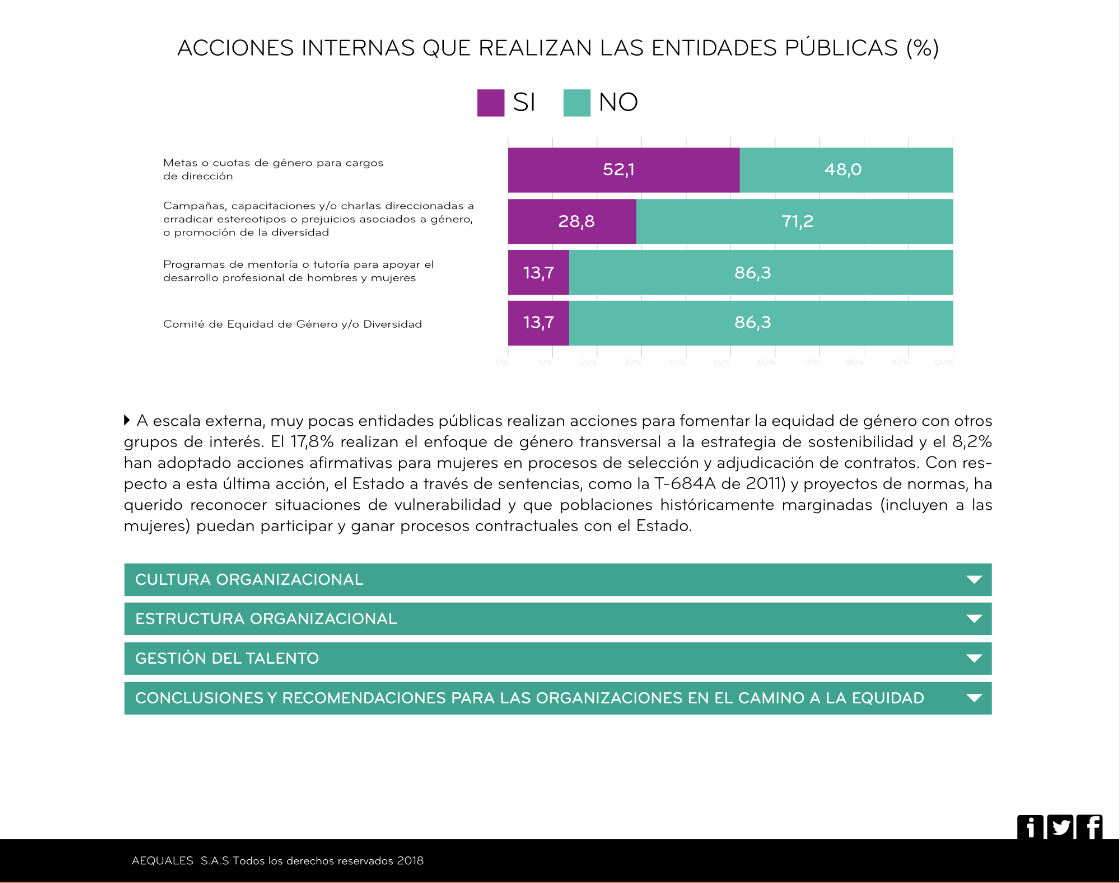 ACCIONES INTERNAS QUE REALIZAN LAS ENTIDADES PÚBLICAS (%)
SI NO
Metas o cuotas de género para cargos
de dirección
52,1 48,0
Campañas, capacitaciones y/o charlas direccionadas a
erradicar estereotipos o prejuicios asociados a género,
o promoción de la diversidad
28,8 71,2
Programas de mentoría o tutoría para apoyar el
desarrollo profesional de hombres y mujeres
13,7 86,3
Comité de Equidad de Género y/o Diversidad
13,7 86,3
0% 10% 20% 30% 40% 50% 60% 70% 80% 90% 100%
A escala externa, muy pocas entidades públicas realizan acciones para fomentar la equidad de género con otros
grupos de interés. El 17,8% realizan el enfoque de género transversal a la estrategia de sostenibilidad y el 8,2%
han adoptado acciones afirmativas para mujeres en procesos de selección y adjudicación de contratos. Con res-
pecto a esta última acción, el Estado a través de sentencias, como la T-684A de 2011) y proyectos de normas, ha
querido reconocer situaciones de vulnerabilidad y que poblaciones históricamente marginadas (incluyen a las
mujeres) puedan participar y ganar procesos contractuales con el Estado.
CULTURA ORGANIZACIONAL
ESTRUCTURA ORGANIZACIONAL
GESTIÓN DEL TALENTO
CONCLUSIONES Y RECOMENDACIONES PARA LAS ORGANIZACIONES EN EL CAMINO A LA EQUIDAD
AEQUALES S.A.S Todos los derechos reservados 2018